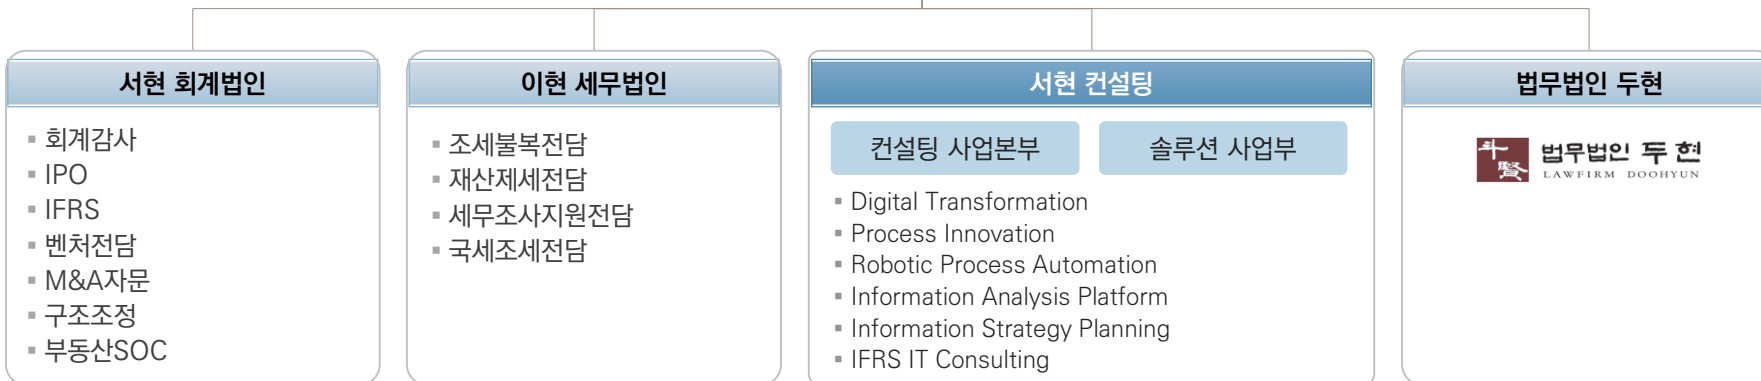 서현 회계법인
회계감사
IPO
IFRS
벤처전담
M&A자문
구조조정
부동산SOC
이현 세무법인
조세불복전담
재산제세전담
세무조사지원전담
국세조세전담
서현 컨설팅
컨설팅 사업본부
솔루션 사업부
Digital Transformation
Process Innovation
Robotic Process Automation
Information Analysis Platform
Information Strategy Planning
IFRS IT Consulting
법무법인 두현
斗賢
법무법인 두현
LAWFIRM DOOHYUN